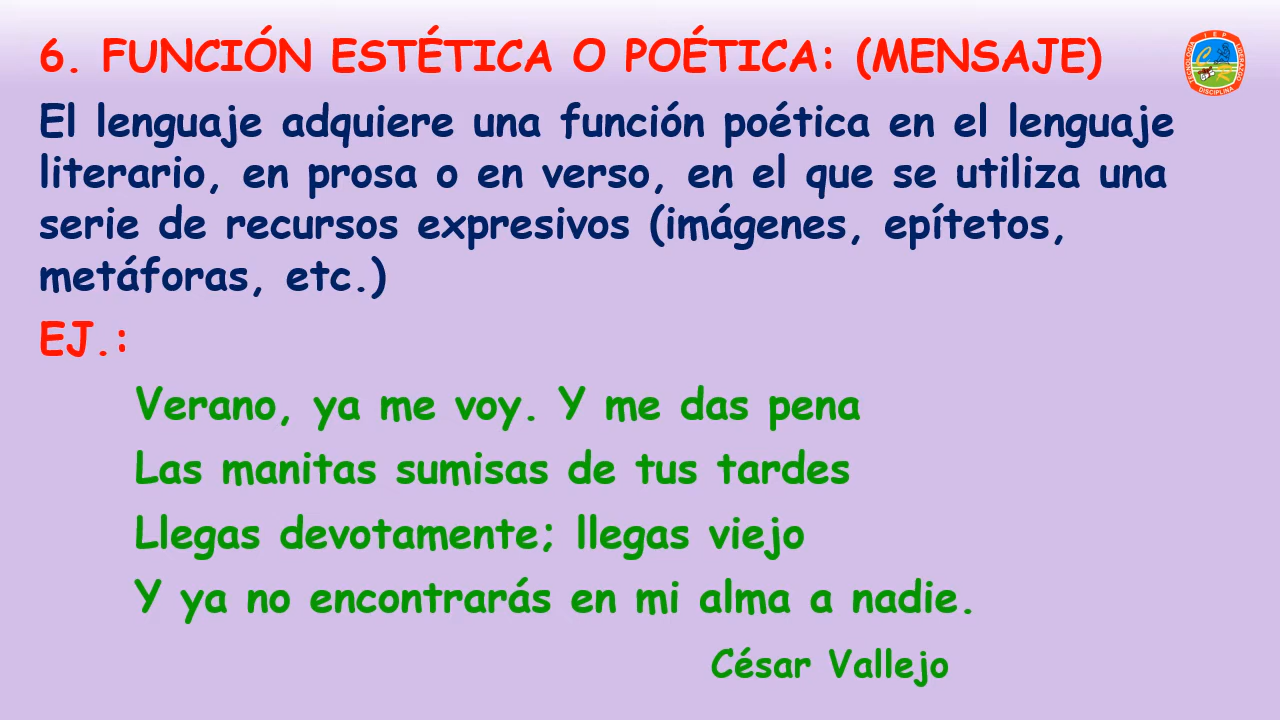 6. FUNCIÓN ESTÉTICA O POÉTICA: (MENSAJE)
El lenguaje adquiere una función poética en el lenguaje
literario, en prosa o en verso, en el que se utiliza una
serie de recursos expresivos (imágenes, epítetos,
metáforas, etc.)
EJ.:
Verano, ya me voy. Y me das pena
Las manitas sumisas de tus tardes
Llegas devotamente; llegas viejo
Y ya no encontrarás en mi alma a nadie.
César Vallejo
I E P
DISCIPLINA